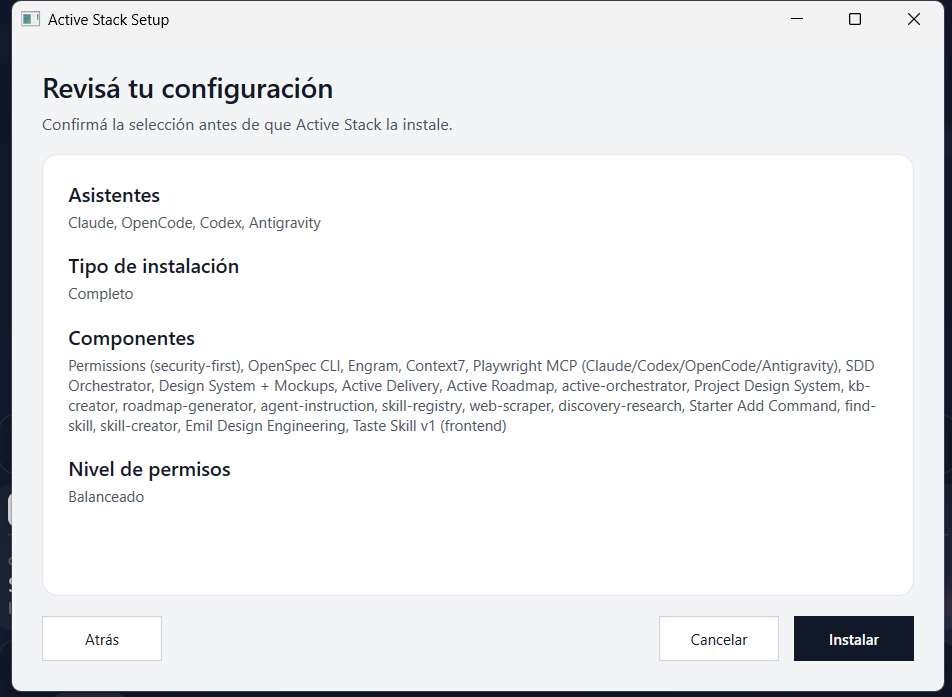 Active Stack Setup
Revisá tu configuración
Confirmá la selección antes de que Active Stack la instale.
Asistentes
Claude, OpenCode, Codex, Antigravity
Tipo de instalación
Completo
Componentes
Permissions (security-first), OpenSpec CLI, Engram, Context7, Playwright MCP (Claude/Codex/OpenCode/Antigravity), SDD
Orchestrator, Design System + Mockups, Active Delivery, Active Roadmap, active-orchestrator, Project Design System, kb-
creator, roadmap-generator, agent-instruction, skill-registry, web-scraper, discovery-research, Starter Add Command, find-
skill, skill-creator, Emil Design Engineering, Taste Skill v1 (frontend)
Nivel de permisos
Balanceado
Atrás
Cancelar
Instalar